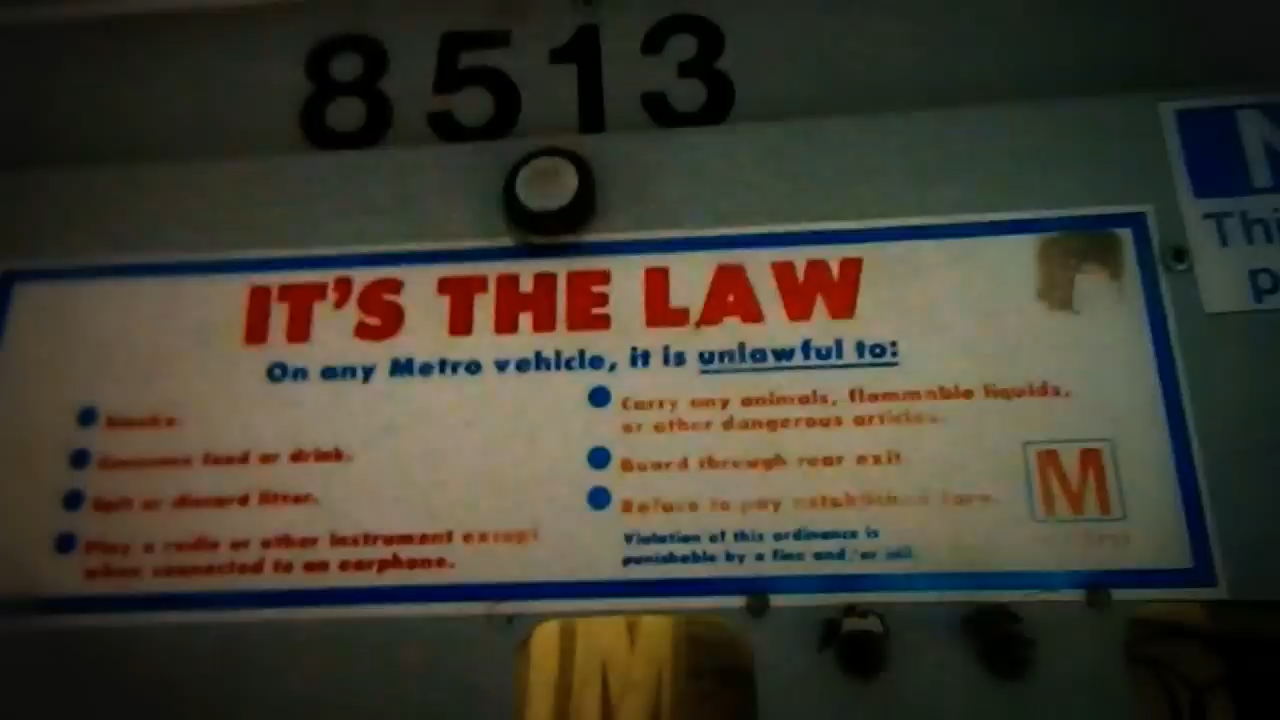 8513
IT'S THE LAW
On any Metro vehicle, it is unlawful to:
Smoke.
Consume food or drink.
Spit or discard litter.
Play a radio or other instrument except
when connected to an earphone.
Carry any animals, flammable liquids,
or other dangerous articles.
Board through rear exit
Refuse to pay established fare.
Violation of this ordinance is
punishable by a fine and/or jail
M
Thi
p
M